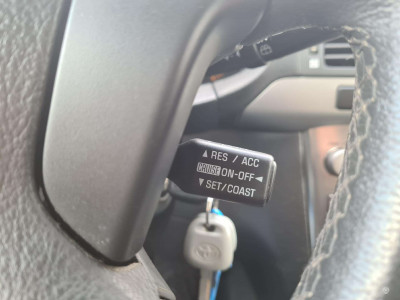 ▲ RES / ACC
CRUISE ON-OFF ◄
▼ SET/COAST